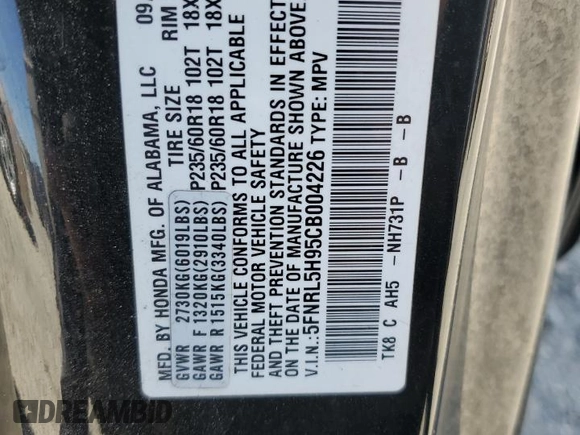 MFD. BY HONDA MFG. OF ALABAMA, LLC 09.
TIRE SIZE RIM
GVWR 2730KG(6019LBS)
GAWR F 1320KG(2910LBS) P235/60R18 102T 18X
GAWR R 1515KG(3340LBS) P235/60R18 102T 18X
THIS VEHICLE CONFORMS TO ALL APPLICABLE
FEDERAL MOTOR VEHICLE SAFETY
AND THEFT PREVENTION STANDARDS IN EFFECT
ON THE DATE OF MANUFACTURE SHOWN ABOVE
V.I.N.:5FNRL5H95CB004226 TYPE: MPV
TK8 C AH5 -NH731P -B -B
DREAMBID